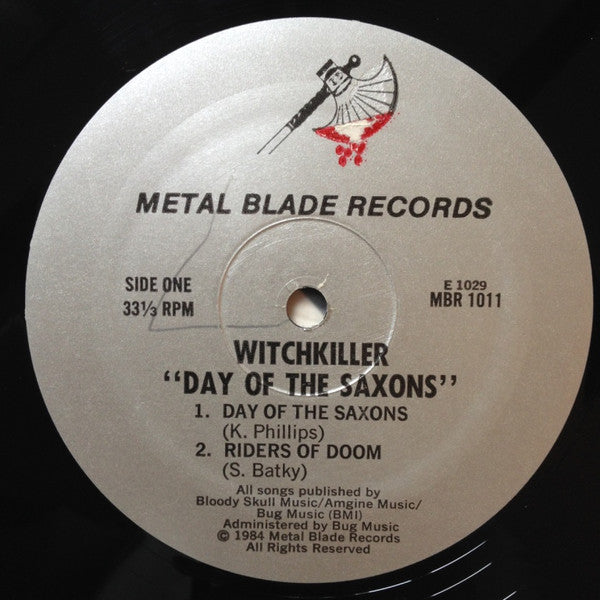 METAL BLADE RECORDS
SIDE ONE
33⅓ RPM
E 1029
MBR 1011
WITCHKILLER
"DAY OF THE SAXONS"
1. DAY OF THE SAXONS
(K. Phillips)
2. RIDERS OF DOOM
(S. Batky)
All songs published by
Bloody Skull Music/Amgine Music/
Bug Music (BMI)
Administered by Bug Music
© 1984 Metal Blade Records
All Rights Reserved